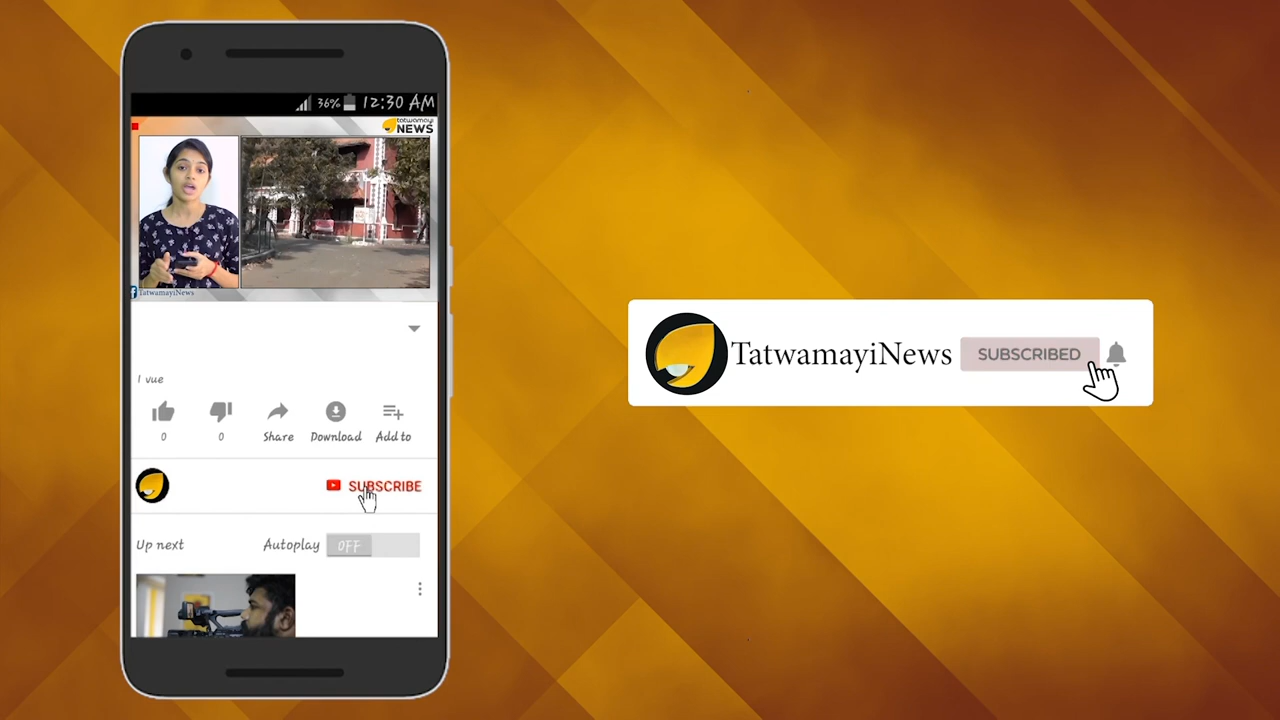 36% 12:30 AM
tatwamayi
NEWS
TatwamayiNews
1 vue
0 0 Share Download Add to
SUBSCRIBE
Up next Autoplay OFF
TatwamayiNews SUBSCRIBED